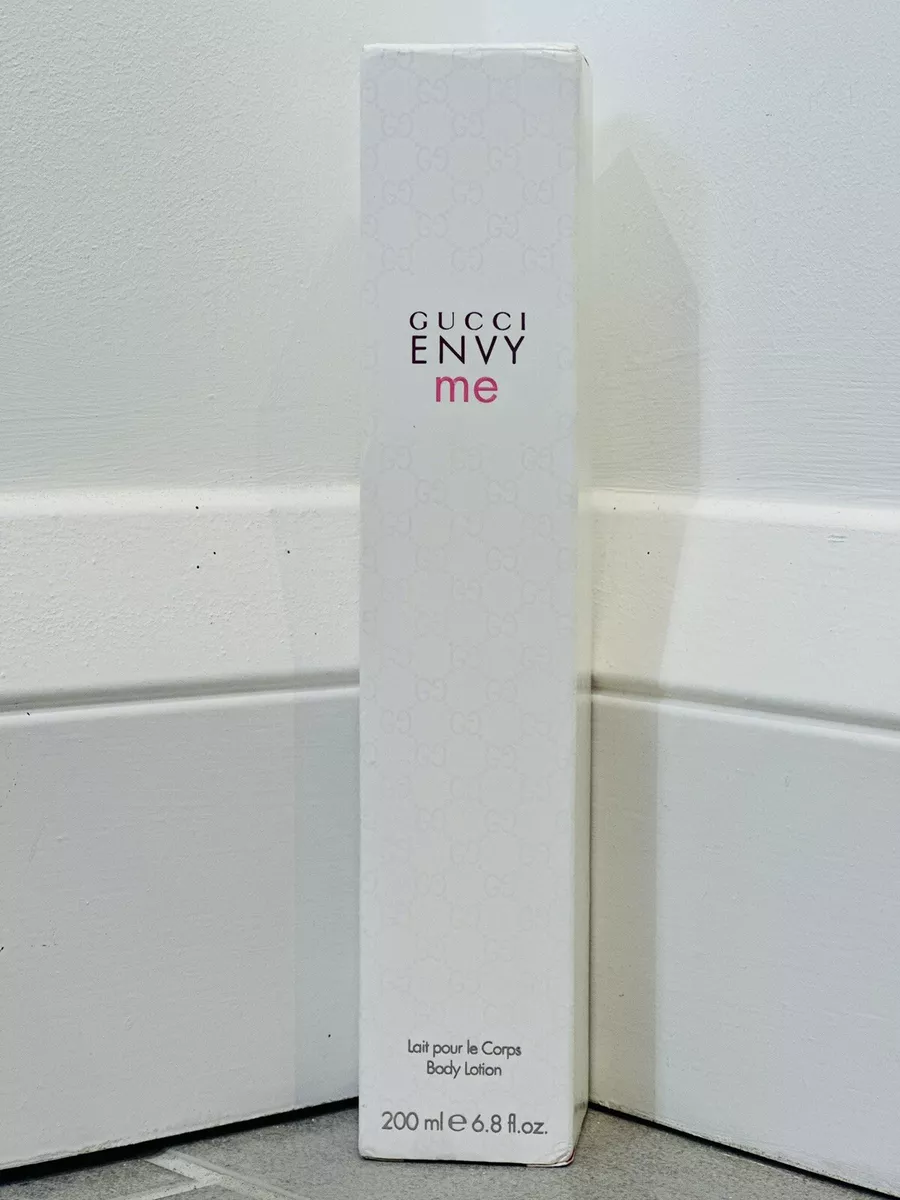 GUCCI
ENVY
me
Lait pour le Corps
Body Lotion
200 ml ℮ 6.8 fl.oz.